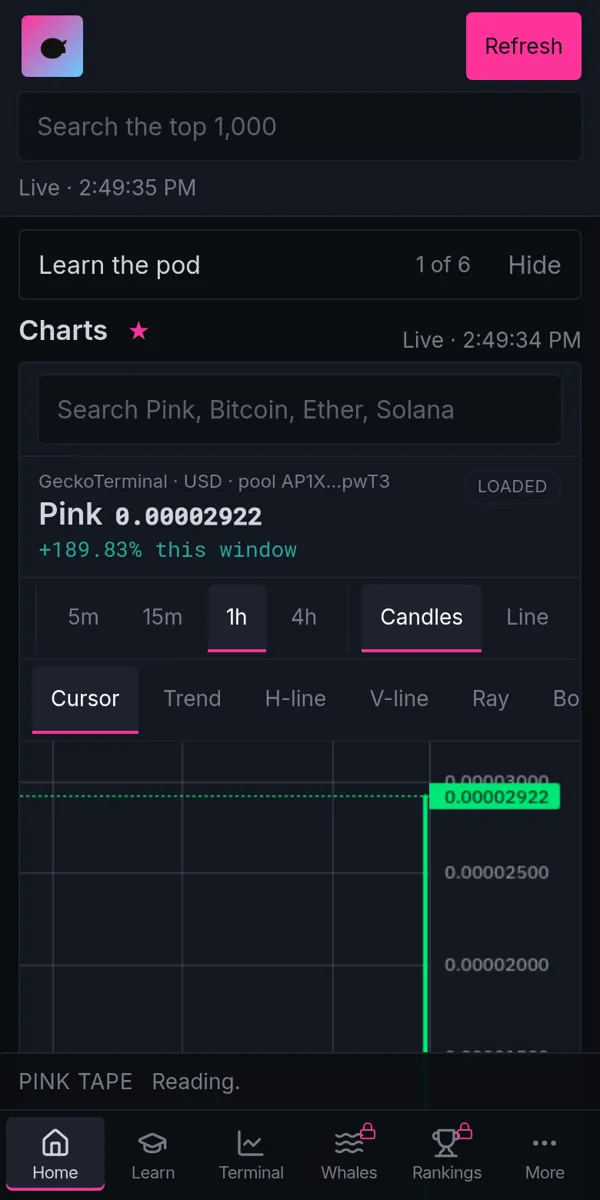 Refresh
Search the top 1,000
Live · 2:49:35 PM
Learn the pod 1 of 6 Hide
Charts ★ Live · 2:49:34 PM
Search Pink, Bitcoin, Ether, Solana
GeckoTerminal · USD · pool AP1X...pwT3 LOADED
Pink 0.00002922
+189.83% this window
5m 15m 1h 4h Candles Line
Cursor Trend H-line V-line Ray Bo
0.00003000
0.00002922
0.00002500
0.00002000
PINK TAPE Reading.
Home Learn Terminal Whales Rankings More